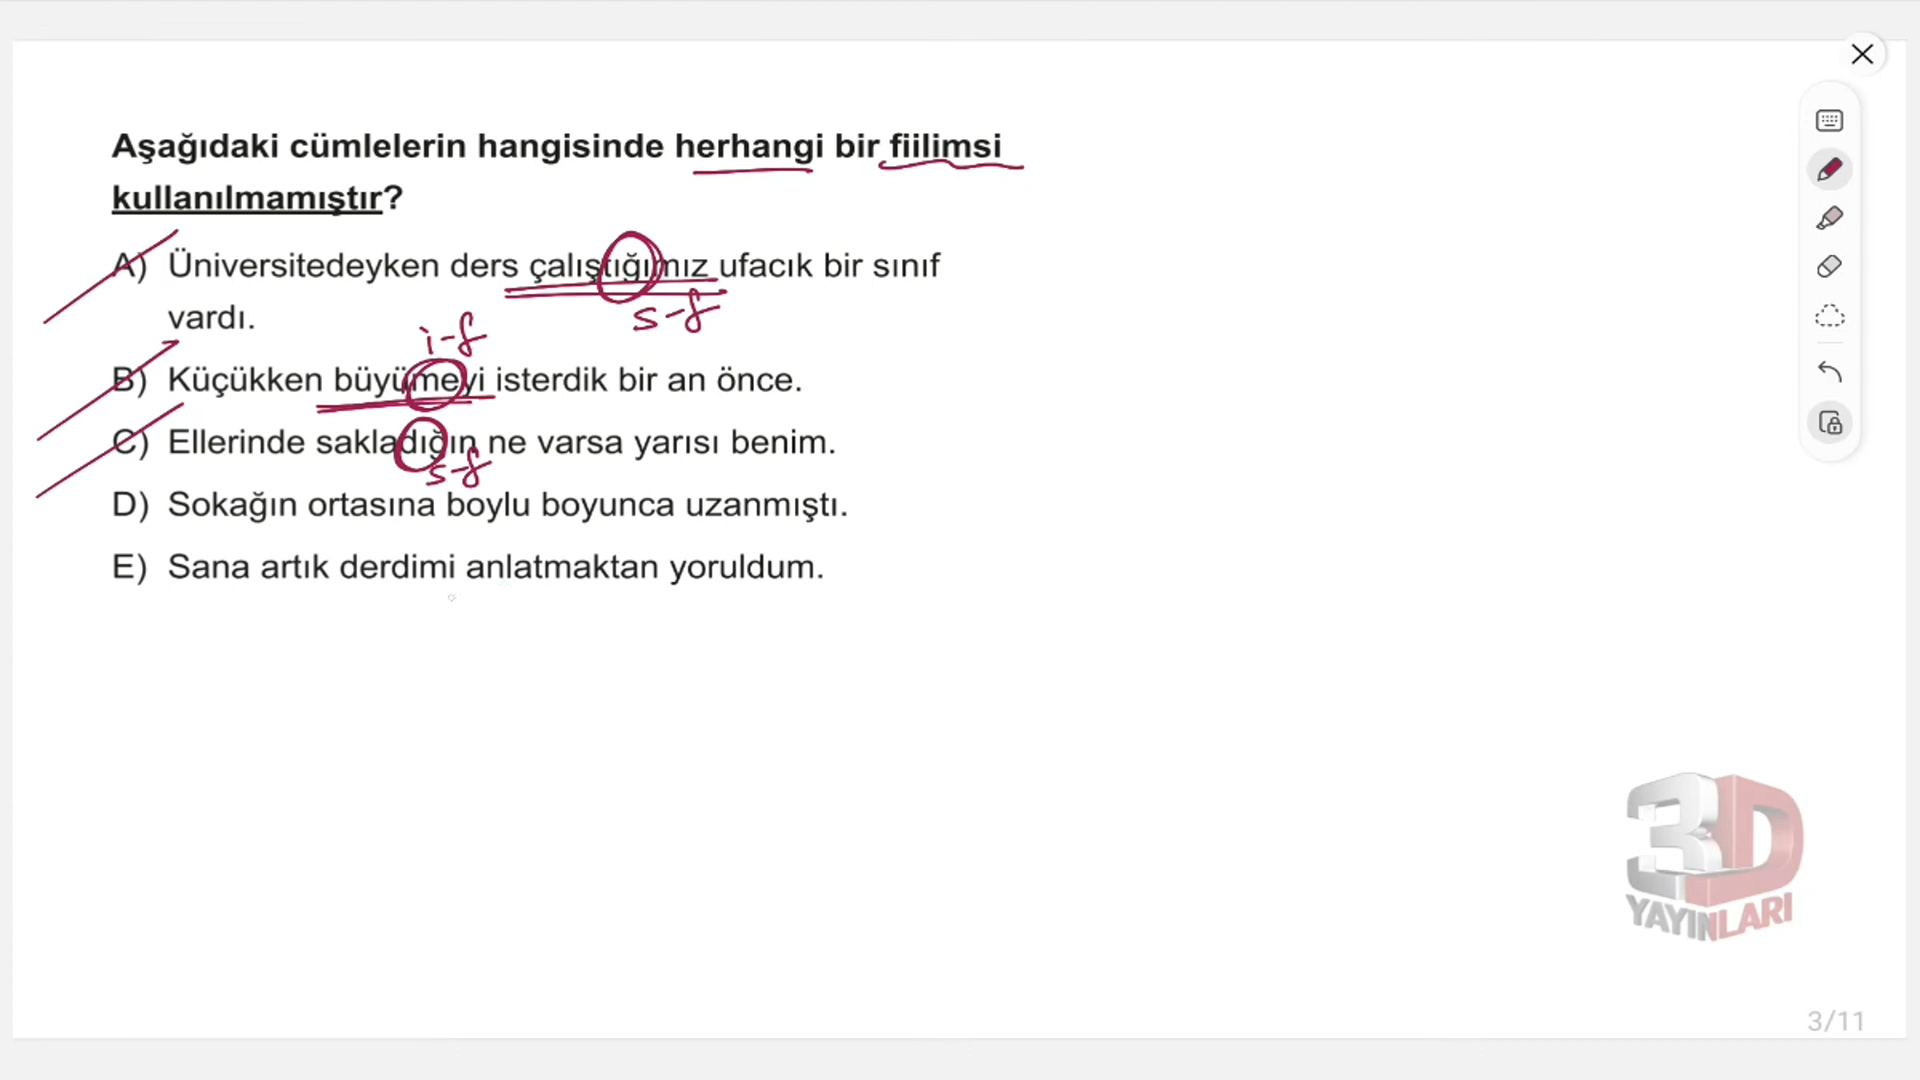 Aşağıdaki cümlelerin hangisinde herhangi bir fiilimsi
kullanılmamıştır?
A) Üniversitedeyken ders çalıştığımız ufacık bir sınıf
vardı.
s-f
i-f
B) Küçükken büyümeyi isterdik bir an önce.
C) Ellerinde sakladığın ne varsa yarısı benim.
s-f
D) Sokağın ortasına boylu boyunca uzanmıştı.
E) Sana artık derdimi anlatmaktan yoruldum.
3D
YAYINLARI
3/11